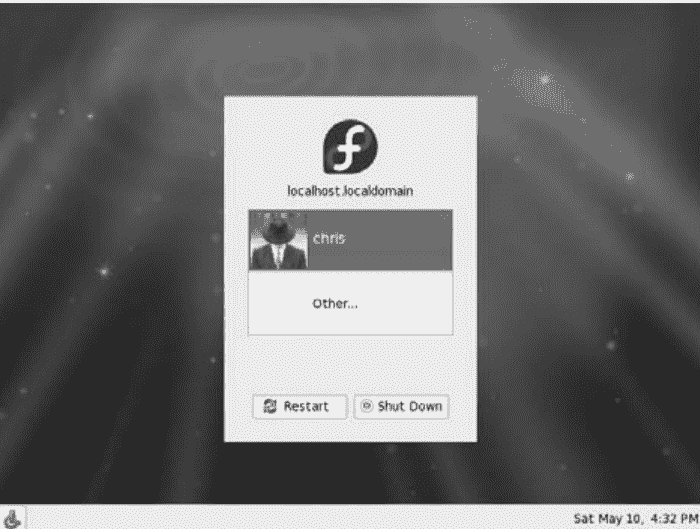 localhost.localdomain
chris
Other...
Restart
Shut Down
Sat May 10, 4:32 PM